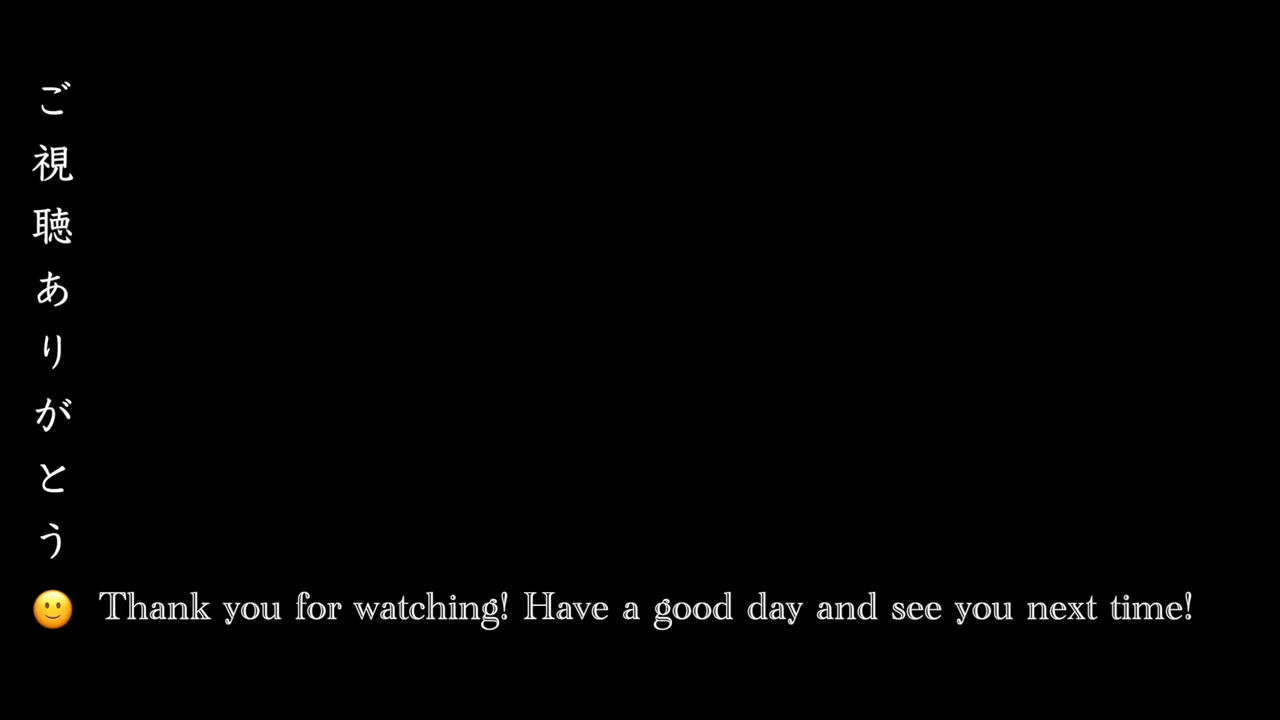 ご視聴ありがとう🙂
Thank you for watching! Have a good day and see you next time!